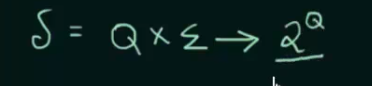 δ = Q × Σ → 2^Q